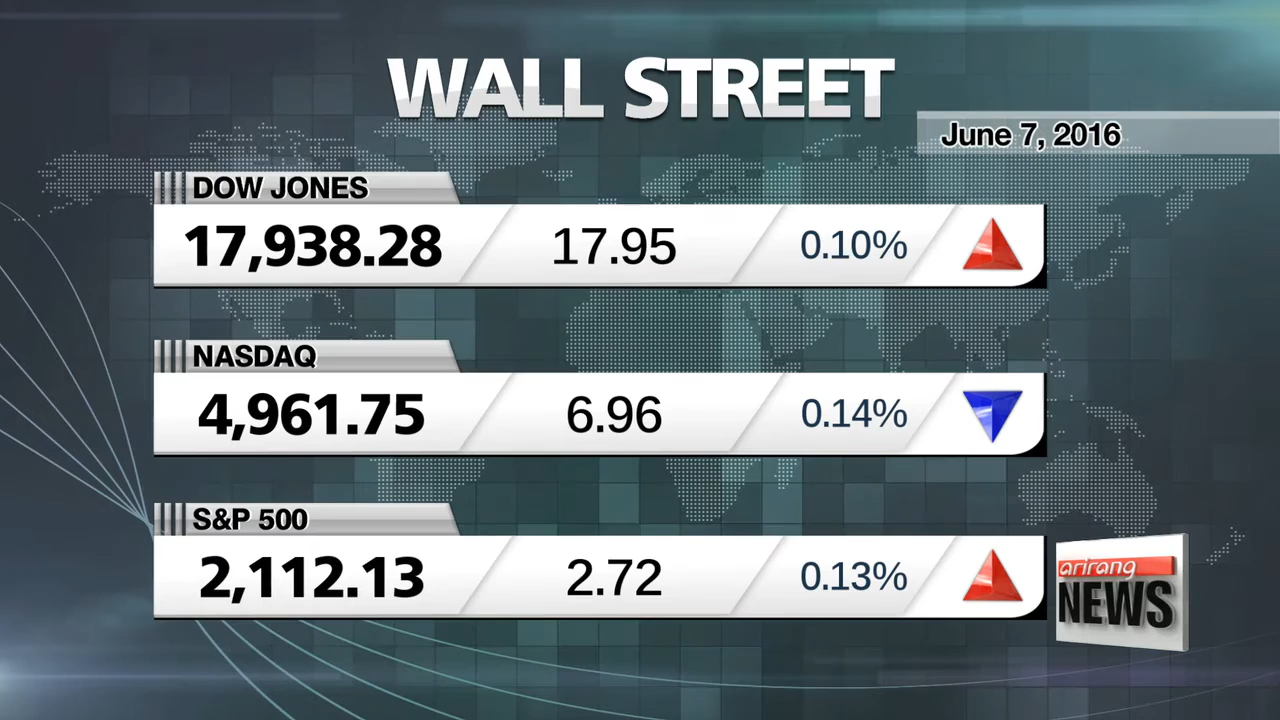 WALL STREET
June 7, 2016
DOW JONES
17,938.28 17.95 0.10%
NASDAQ
4,961.75 6.96 0.14%
S&P 500
2,112.13 2.72 0.13%
arirang
NEWS